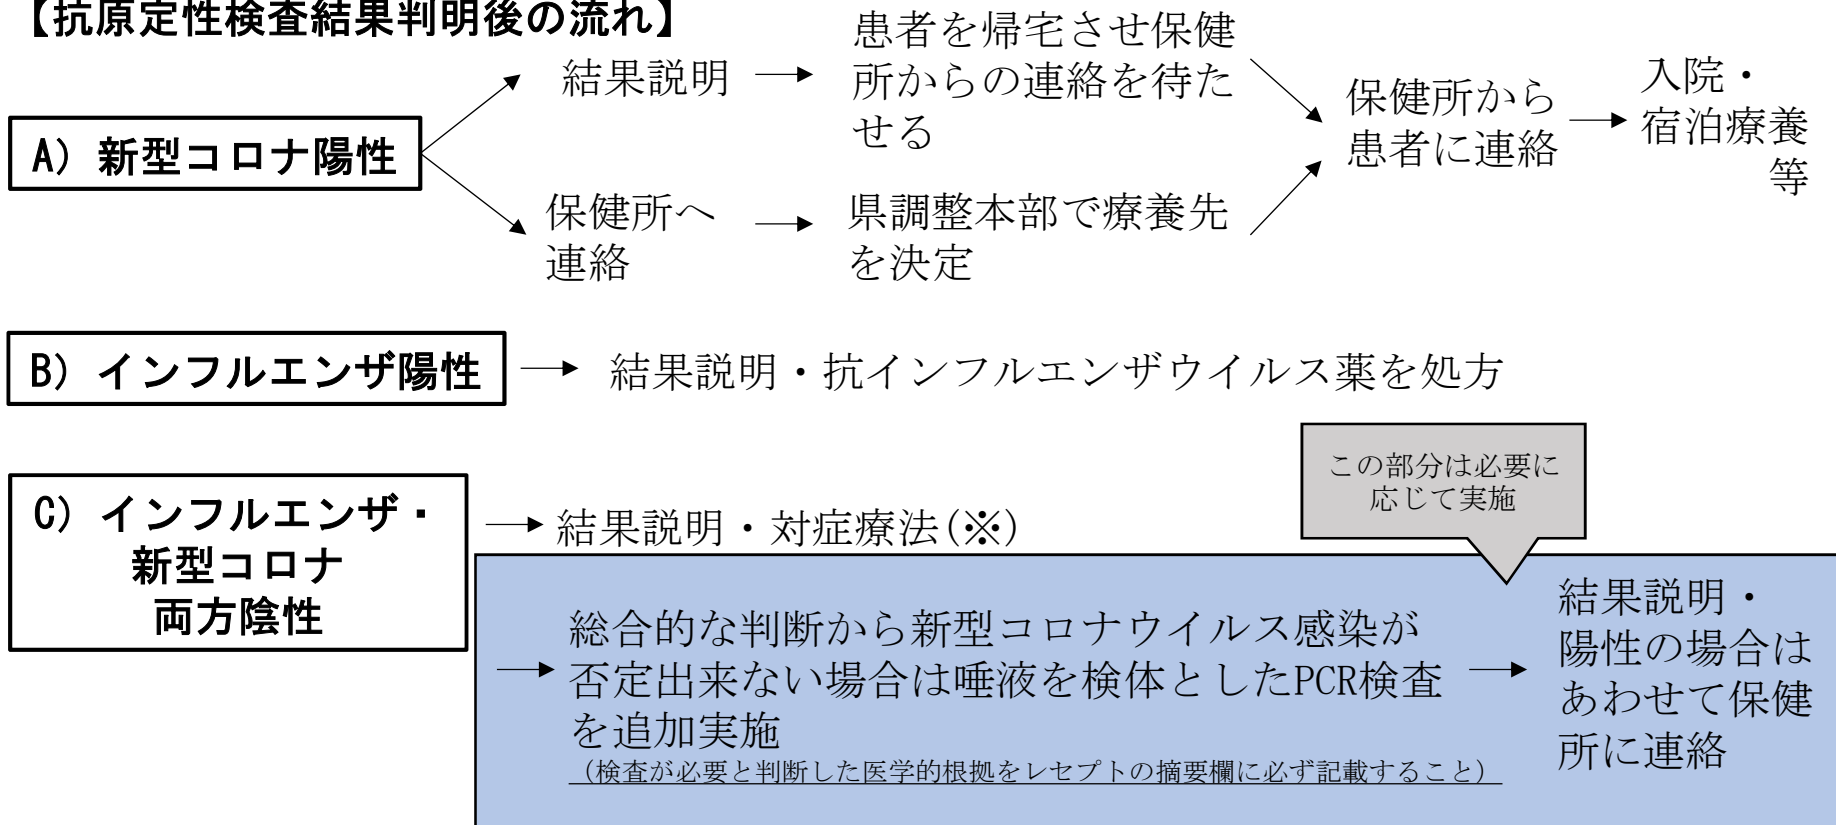 【抗原定性検査結果判明後の流れ】
A) 新型コロナ陽性
結果説明
患者を帰宅させ保健
所からの連絡を待た
せる
保健所へ
連絡
県調整本部で療養先
を決定
保健所から
患者に連絡
入院・
宿泊療養
等
B) インフルエンザ陽性
結果説明・抗インフルエンザウイルス薬を処方
C) インフルエンザ・
新型コロナ
両方陰性
結果説明・対症療法(※)
この部分は必要に
応じて実施
総合的な判断から新型コロナウイルス感染が
否定出来ない場合は唾液を検体としたPCR検査
を追加実施
(検査が必要と判断した医学的根拠をレセプトの摘要欄に必ず記載すること)
結果説明・
陽性の場合は
あわせて保健
所に連絡